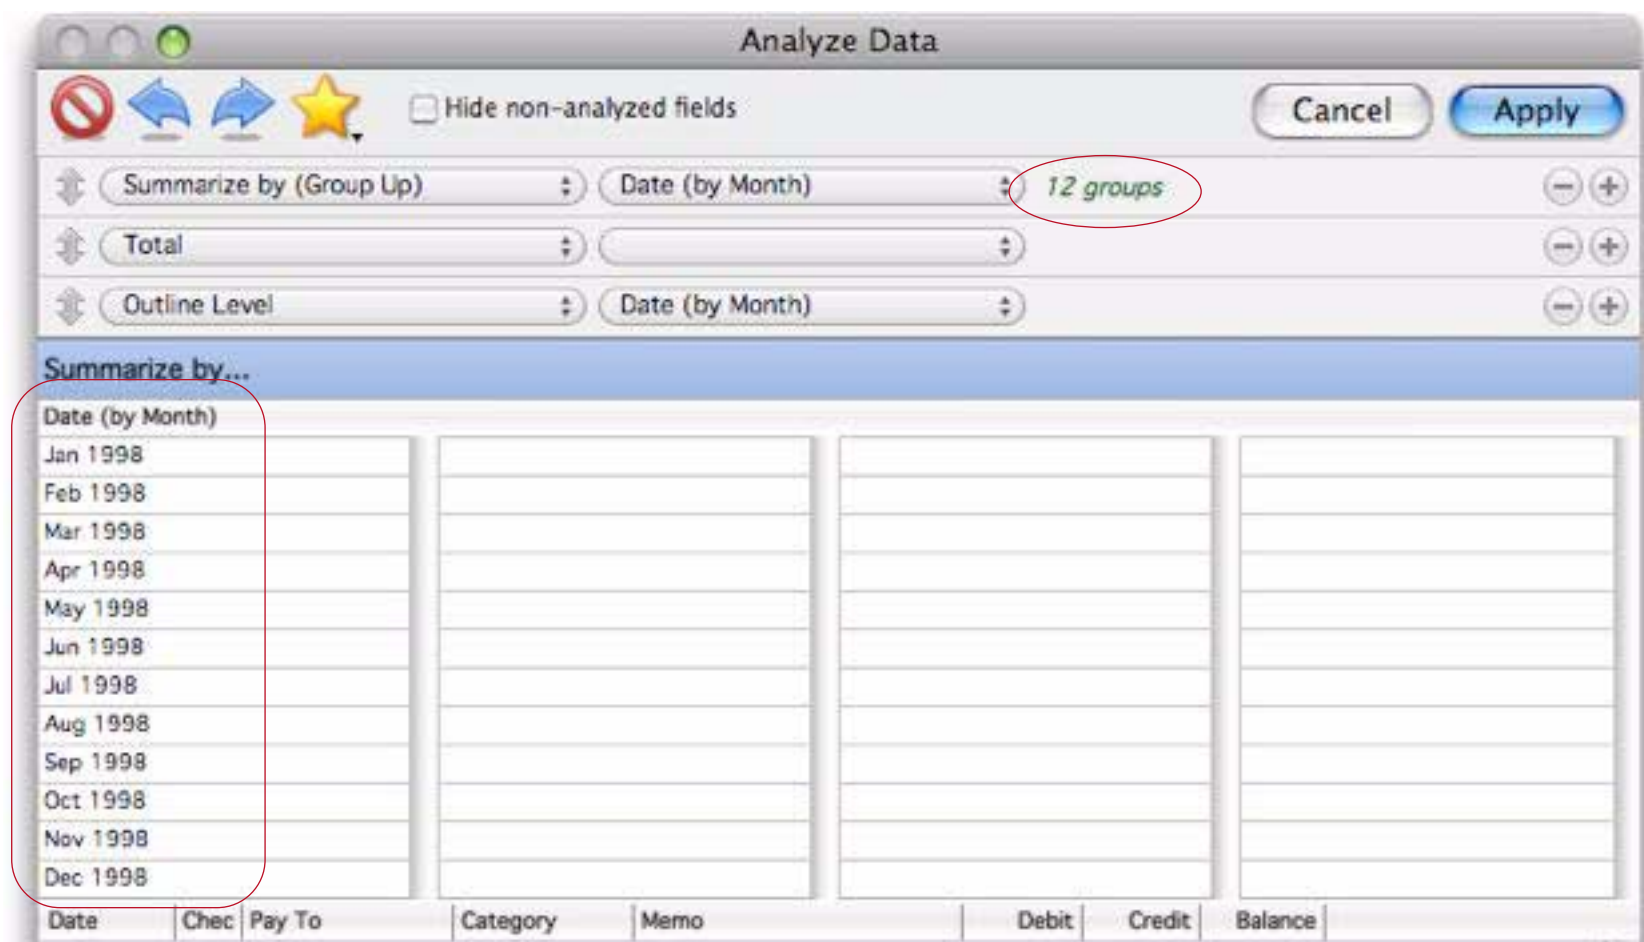 Analyze Data
Hide non-analyzed fields Cancel Apply
Summarize by (Group Up) Date (by Month) 12 groups
Total
Outline Level Date (by Month)
Summarize by...
Date (by Month)
Jan 1998
Feb 1998
Mar 1998
Apr 1998
May 1998
Jun 1998
Jul 1998
Aug 1998
Sep 1998
Oct 1998
Nov 1998
Dec 1998
Date Chec Pay To Category Memo Debit Credit Balance